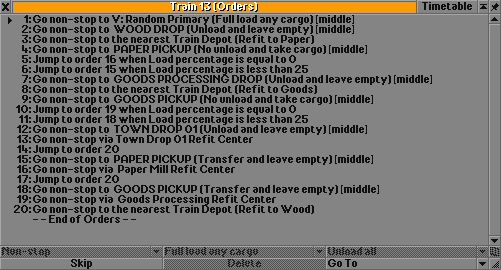 Train 13 (Orders)
Timetable
1: Go non-stop to V: Random Primary (Full load any cargo) [middle]
2: Go non-stop to WOOD DROP (Unload and leave empty) [middle]
3: Go non-stop to the nearest Train Depot (Refit to Paper)
4: Go non-stop to PAPER PICKUP (No unload and take cargo) [middle]
5: Jump to order 16 when Load percentage is equal to 0
6: Jump to order 15 when Load percentage is less than 25
7: Go non-stop to GOODS PROCESSING DROP (Unload and leave empty) [middle]
8: Go non-stop to the nearest Train Depot (Refit to Goods)
9: Go non-stop to GOODS PICKUP (No unload and take cargo) [middle]
10: Jump to order 19 when Load percentage is equal to 0
11: Jump to order 18 when Load percentage is less than 25
12: Go non-stop to TOWN DROP 01 (Unload and leave empty) [middle]
13: Go non-stop via Town Drop 01 Refit Center
14: Jump to order 20
15: Go non-stop to PAPER PICKUP (Transfer and leave empty) [middle]
16: Go non-stop via Paper Mill Refit Center
17: Jump to order 20
18: Go non-stop to GOODS PICKUP (Transfer and leave empty) [middle]
19: Go non-stop via Goods Processing Refit Center
20: Go non-stop to the nearest Train Depot (Refit to Wood)
- - End of Orders - -
Non-stop
Full load any cargo
Unload all
Skip
Delete
Go To